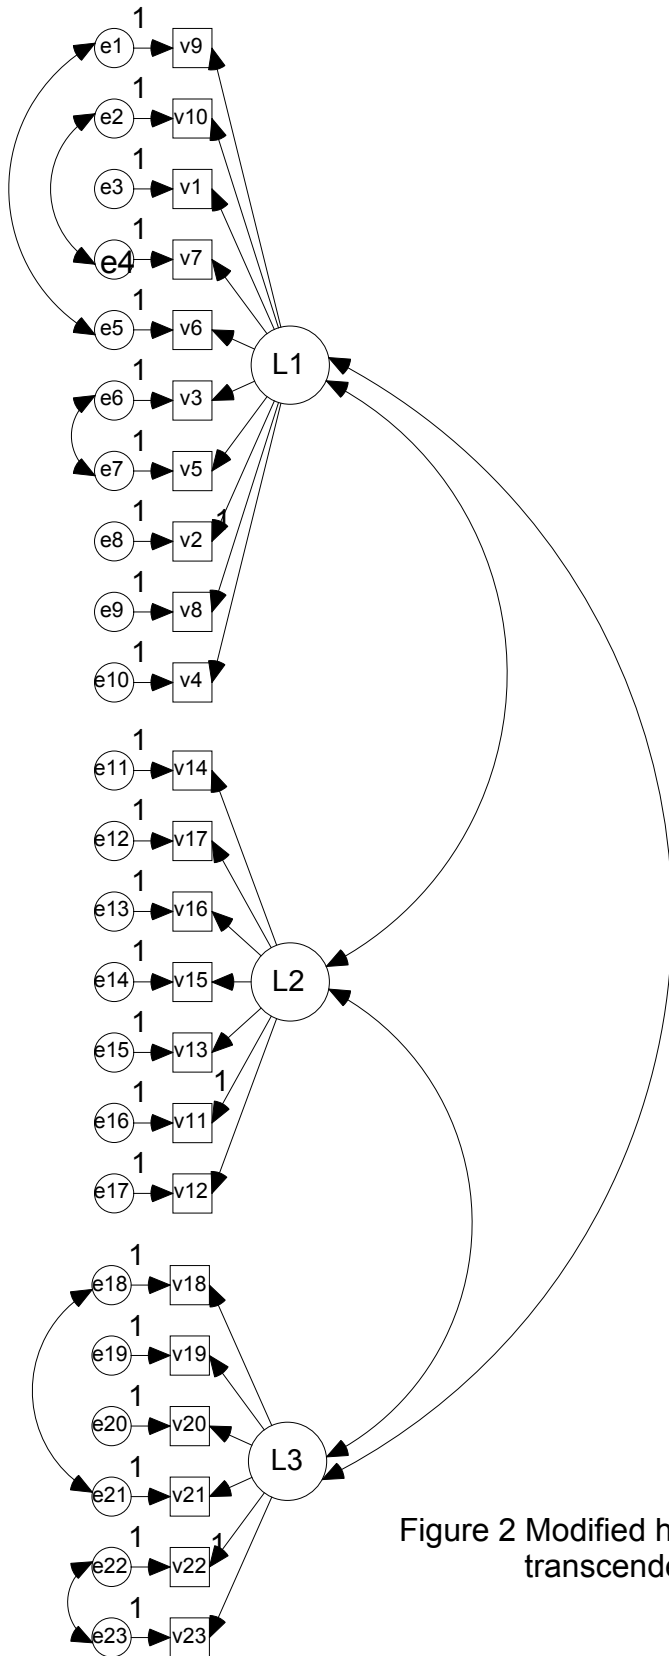 1
e1 v9
1
e2 v10
1
e3 v1
1
e4 v7
1
e5 v6
L1
1
e6 v3
1
e7 v5
1
e8 v2 1
1
e9 v8
1
e10 v4
1
e11 v14
1
e12 v17
1
e13 v16
1
e14 v15
L2
1
e15 v13
1
1
e16 v11
1
e17 v12
1
e18 v18
1
e19 v19
1
e20 v20
L3
1
e21 v21
1
e22 v22 1
1
e23 v23
Figure 2 Modified h
transcende